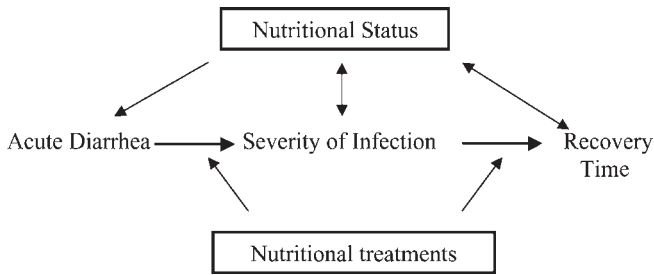 Nutritional Status
Acute Diarrhea
Severity of Infection
Recovery
Time
Nutritional treatments